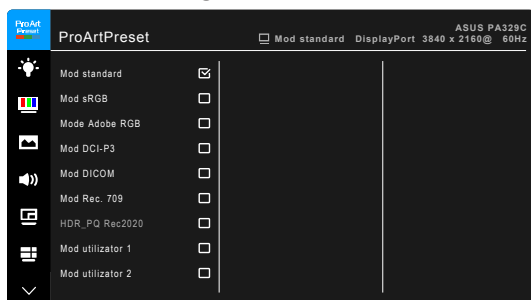 ProArt
Preset
ProArtPreset
Mod standard DisplayPort 3840 x 2160@ 60Hz
ASUS PA329C
Mod standard
Mod sRGB
Mode Adobe RGB
Mod DCI-P3
Mod DICOM
Mod Rec. 709
HDR_PQ Rec2020
Mod utilizator 1
Mod utilizator 2